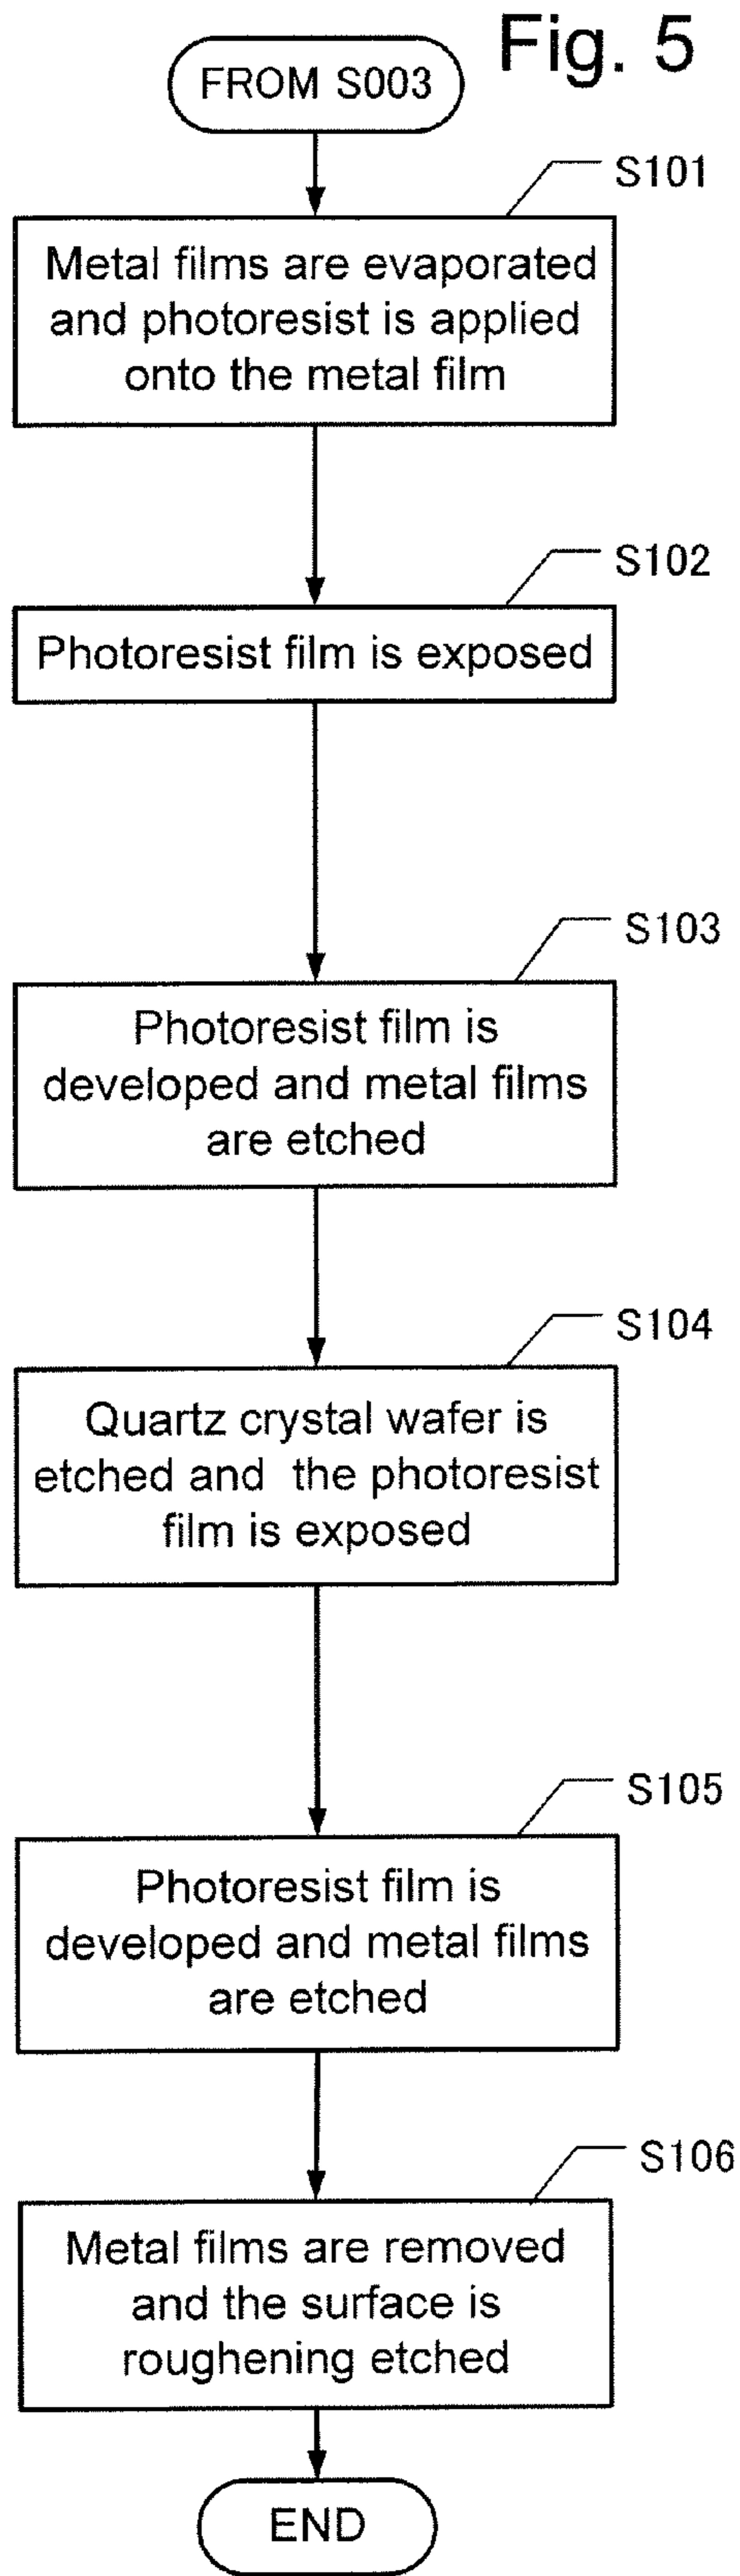 Fig. 5
FROM S003
S101
Metal films are evaporated
and photoresist is applied
onto the metal film
S102
Photoresist film is exposed
S103
Photoresist film is
developed and metal films
are etched
S104
Quartz crystal wafer is
etched and the photoresist
film is exposed
S105
Photoresist film is
developed and metal films
are etched
S106
Metal films are removed
and the surface is
roughening etched
END